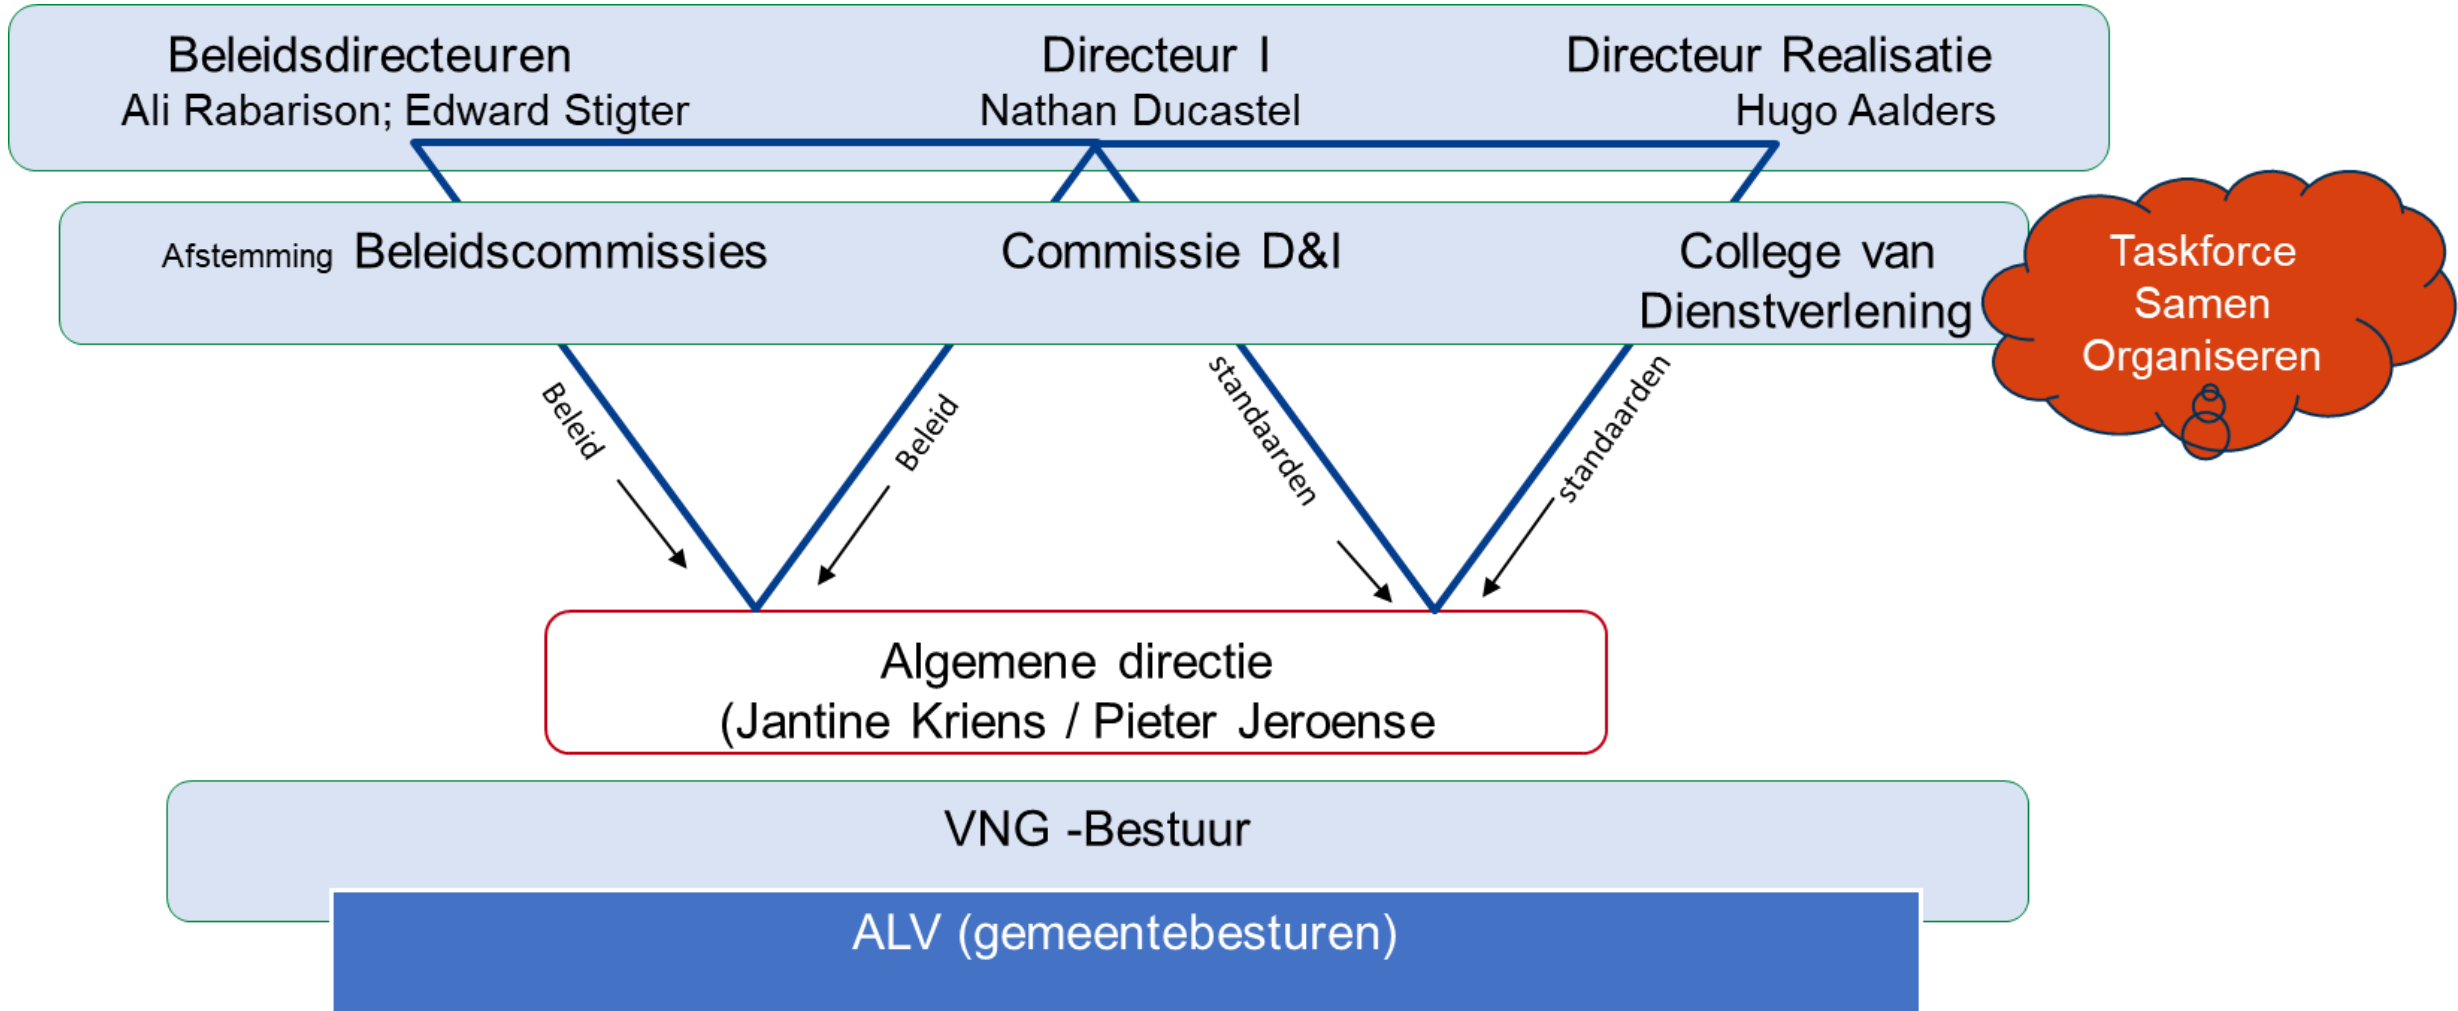 Beleidsdirecteuren
Ali Rabarison; Edward Stigter
Directeur I
Nathan Ducastel
Directeur Realisatie
Hugo Aalders
Afstemming Beleidscommissies
Commissie D&I
College van
Dienstverlening
Taskforce
Samen
Organiseren
Beleid
Beleid
standaarden
standaarden
Algemene directie
(Jantine Kriens / Pieter Jeroense
VNG -Bestuur
ALV (gemeentebesturen)